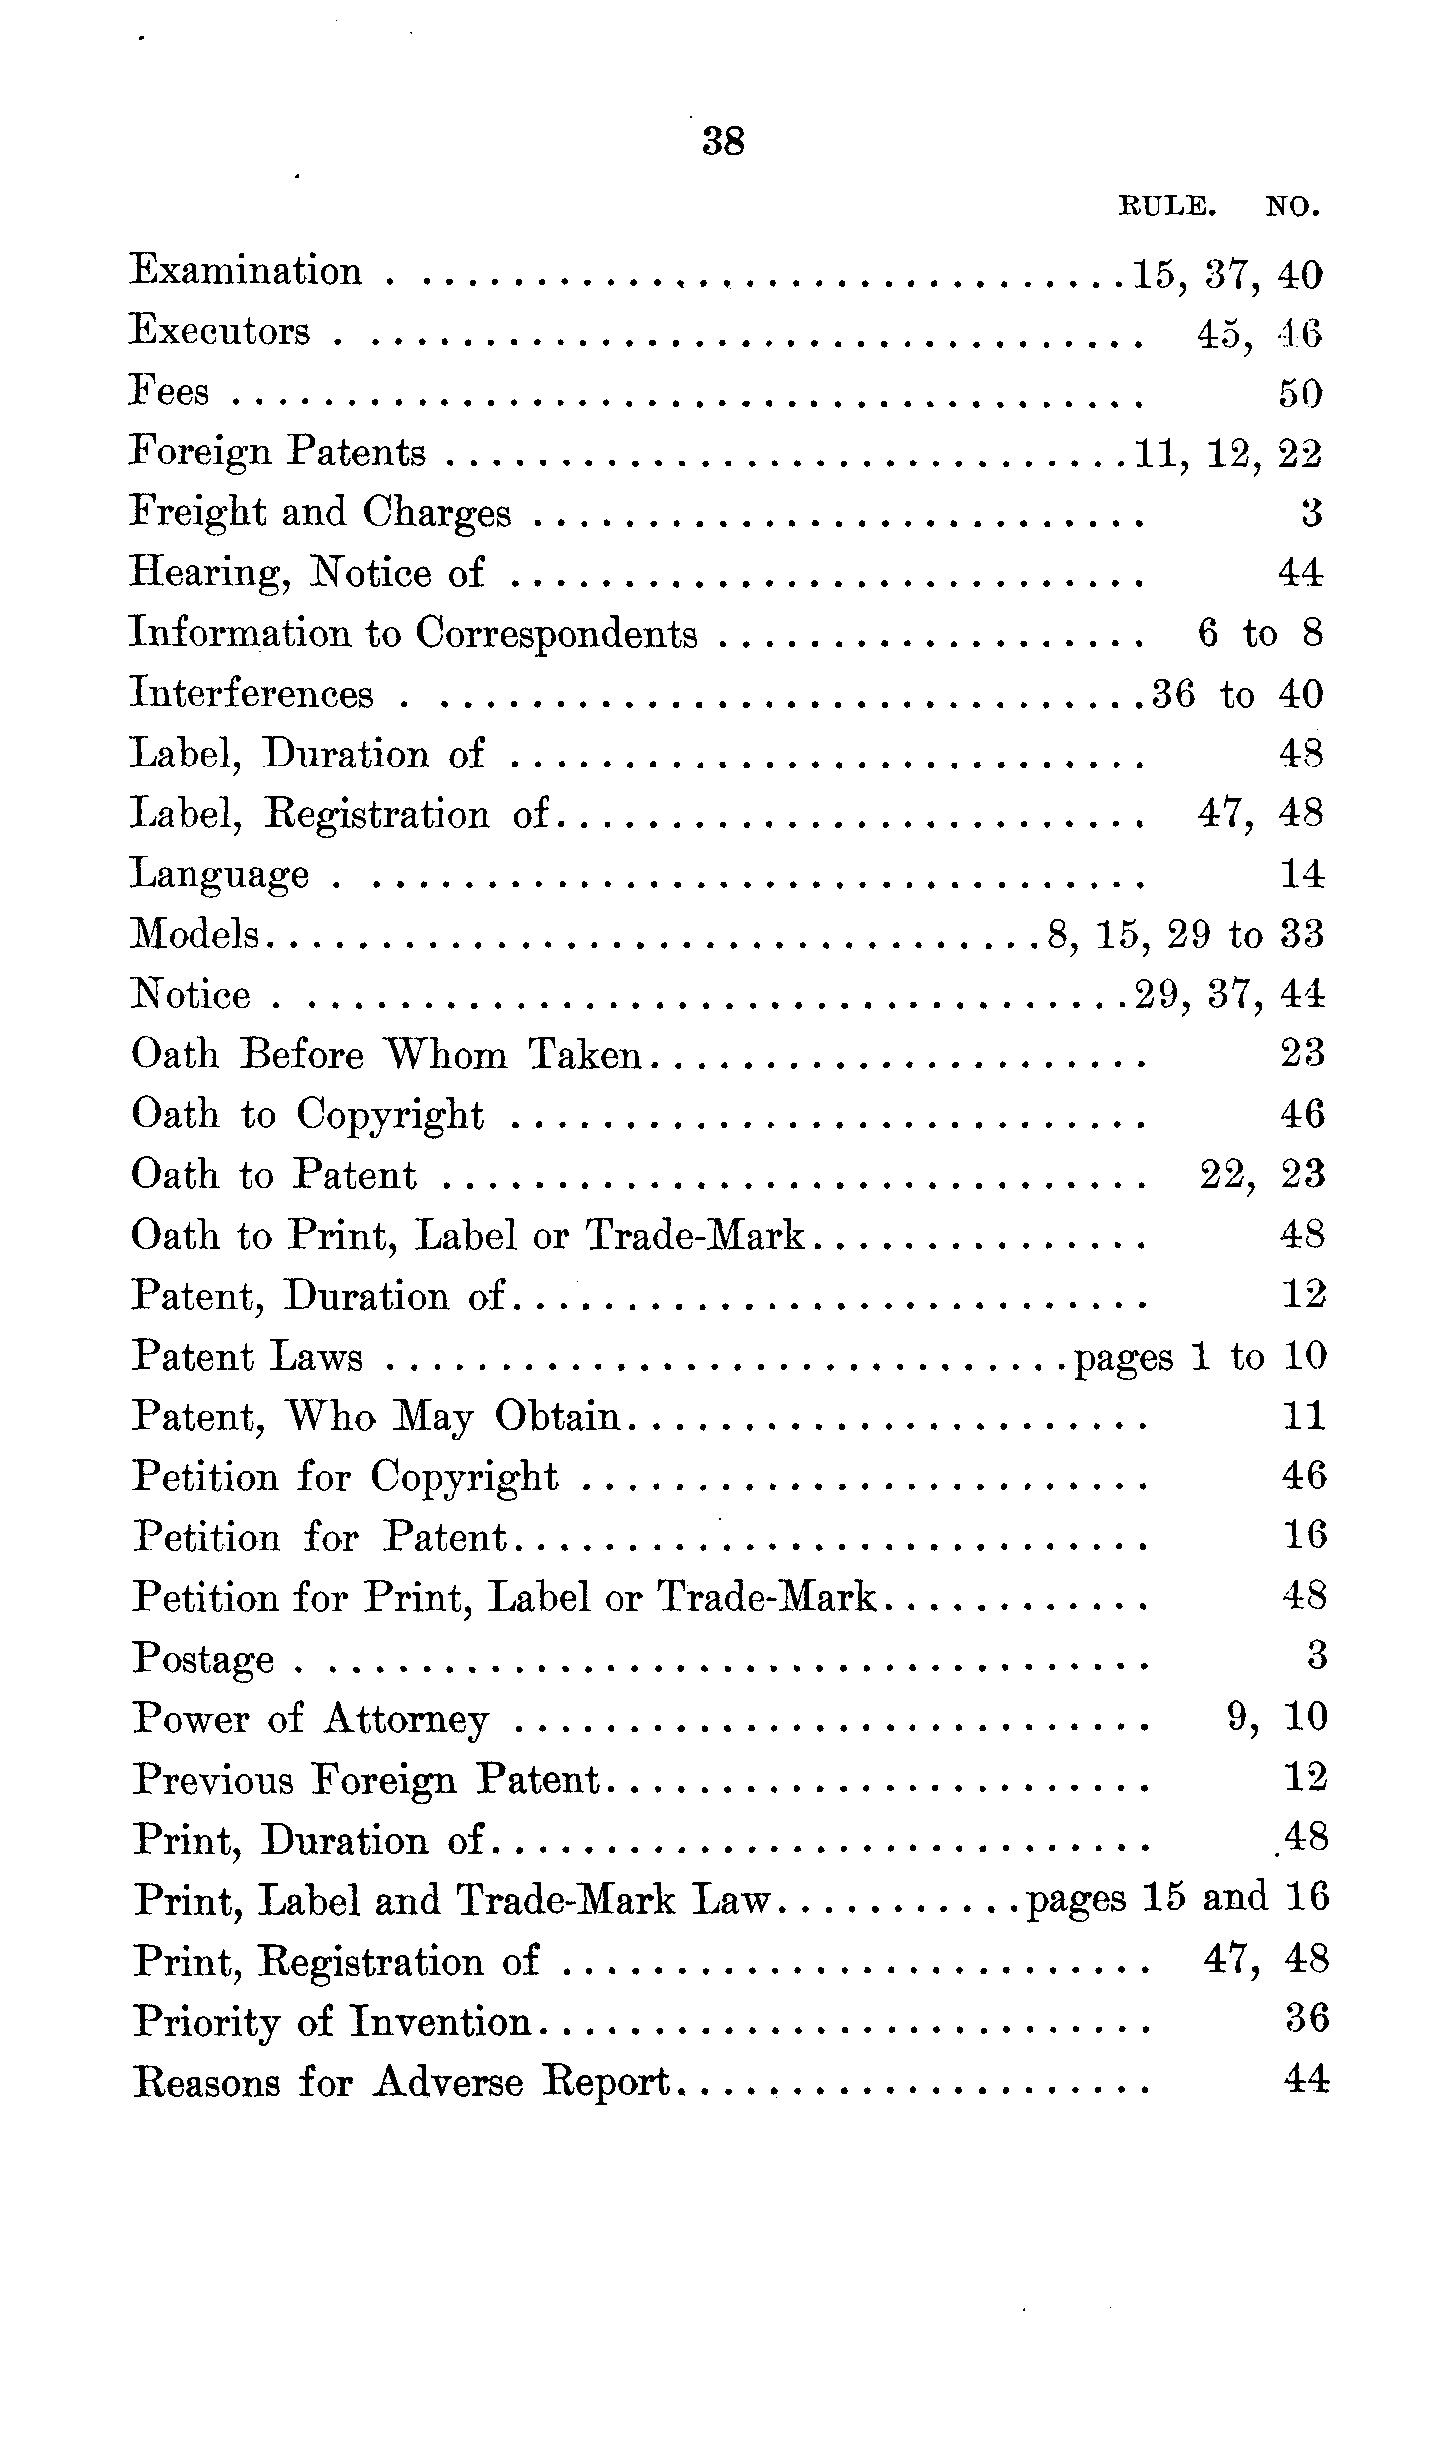 38
RULE. NO.
Examination . ............................... 15, 37, 40
Executors . .................................. 45, 46
Fees ........................................ 50
Foreign Patents .............................. 11, 12, 22
Freight and Charges ........................... 3
Hearing, Notice of ............................ 44
Information to Correspondents ................... 6 to 8
Interferences . ............................... 36 to 40
Label, Duration of ............................ 48
Label, Registration of.......................... 47, 48
Language . .................................. 14
Models.................................. 8, 15, 29 to 33
Notice . .................................... 29, 37, 44
Oath Before Whom Taken...................... 23
Oath to Copyright ............................ 46
Oath to Patent ............................... 22, 23
Oath to Print, Label or Trade-Mark............... 48
Patent, Duration of............................ 12
Patent Laws .............................. pages 1 to 10
Patent, Who May Obtain....................... 11
Petition for Copyright ......................... 46
Petition for Patent............................ 16
Petition for Print, Label or Trade-Mark............ 48
Postage . .................................... 3
Power of Attorney ............................ 9, 10
Previous Foreign Patent........................ 12
Print, Duration of............................. 48
Print, Label and Trade-Mark Law........... pages 15 and 16
Print, Registration of .......................... 47, 48
Priority of Invention........................... 36
Reasons for Adverse Report..................... 44